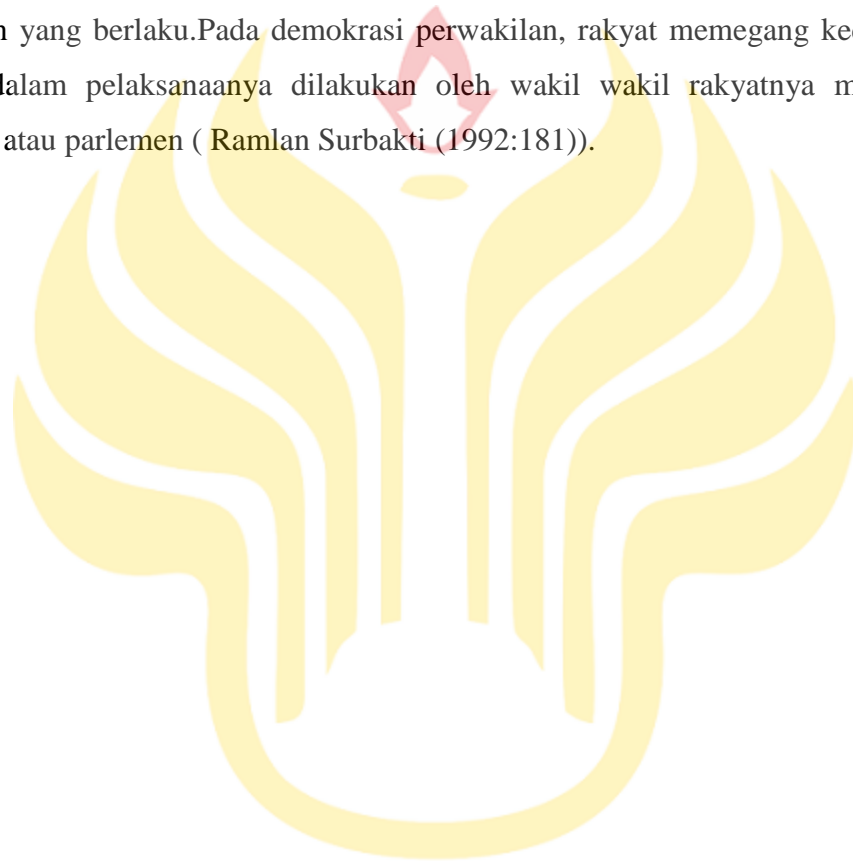 yang berlaku.Pada demokrasi perwakilan, rakyat memegang
dalam pelaksanaanya dilakukan oleh wakil wakil rakyatnya
atau parlemen ( Ramlan Surbakti (1992:181)).